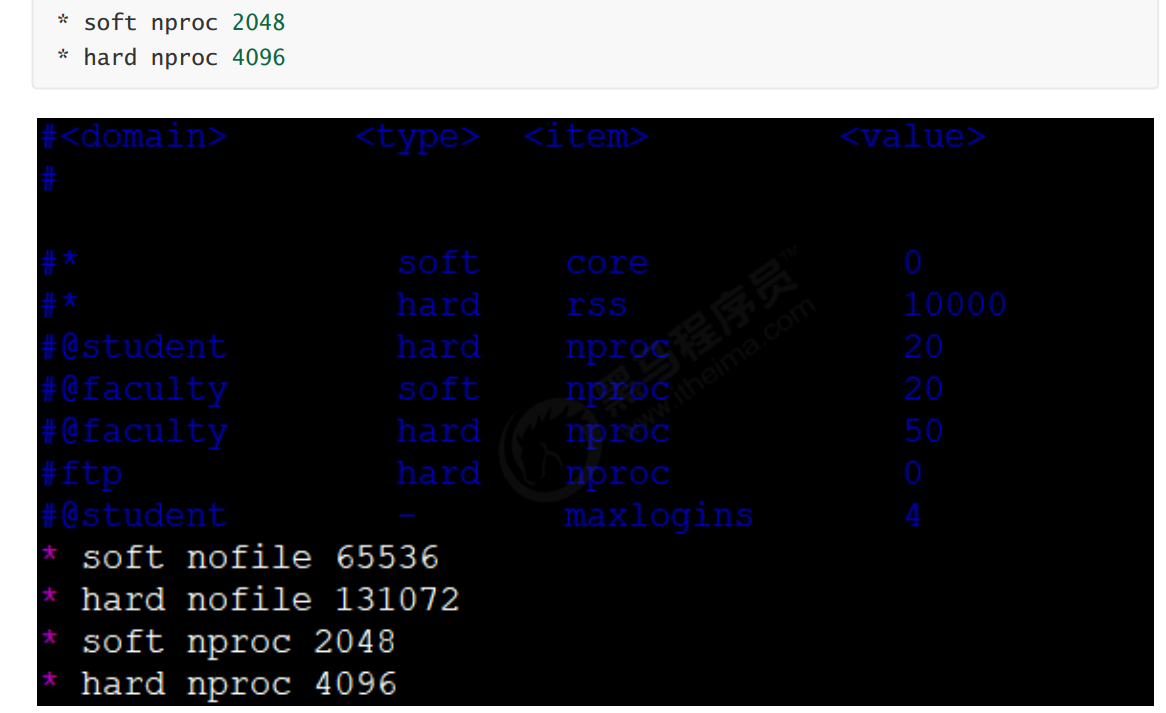 * soft nproc 2048
* hard nproc 4096
#<domain> <type> <item> <value>
#
#* soft core 0
#* hard rss 10000
#@student hard nproc 20
#@faculty soft nproc 20
#@faculty hard nproc 50
#ftp hard nproc 0
#@student - maxlogins 4
* soft nofile 65536
* hard nofile 131072
* soft nproc 2048
* hard nproc 4096
黑马程序员™
www.itheima.com